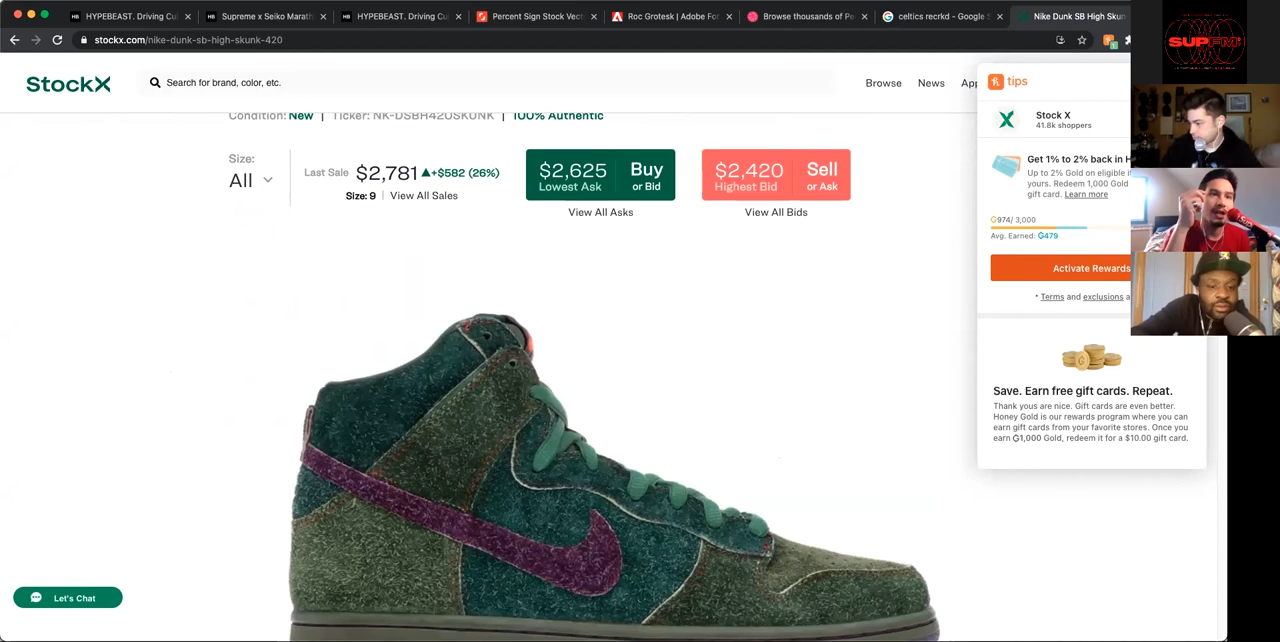 HYPEBEAST. Driving Cu
Supreme x Seiko Marath
HYPEBEAST. Driving Cu
Percent Sign Stock Vect
Roc Grotesk | Adobe Fo
Browse thousands of Pe
celtics recrkd - Google S
Nike Dunk SB High Skun
stockx.com/nike-dunk-sb-high-skunk-420
SUPFM
StockX
Search for brand, color, etc.
Browse
News
App
tips
Condition: New | Ticker: NK-DSBH42USKUNK | 100% Authentic
Stock X
41.8k shoppers
Size:
All
Last Sale $2,781 ▲+$582 (26%)
Size: 9 | View All Sales
$2,625 Buy
Lowest Ask or Bid
View All Asks
$2,420 Sell
Highest Bid or Ask
View All Bids
Get 1% to 2% back in H
Up to 2% Gold on eligible i
yours. Redeem 1,000 Gold
gift card. Learn more
974/ 3,000
Avg. Earned: 479
Activate Rewards
* Terms and exclusions a
Save. Earn free gift cards. Repeat.
Thank yous are nice. Gift cards are even better.
Honey Gold is our rewards program where you can
earn gift cards from your favorite stores. Once you
earn 1,000 Gold, redeem it for a $10.00 gift card.
Let's Chat